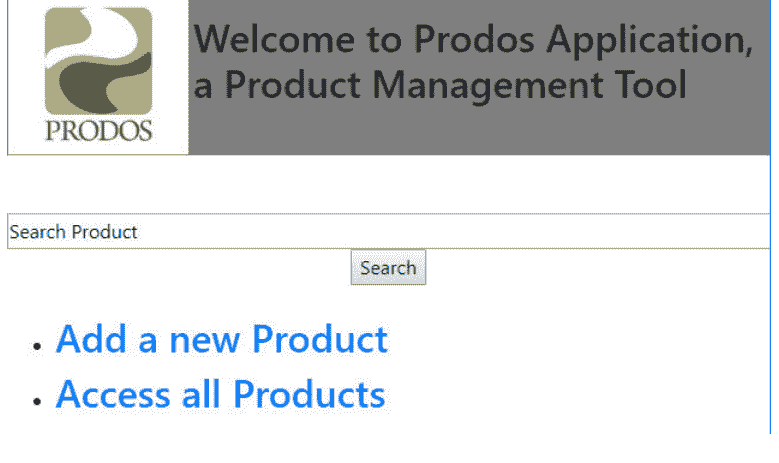 PRODOS
Welcome to Prodos Application,
a Product Management Tool
Search Product
Search
Add a new Product
Access all Products